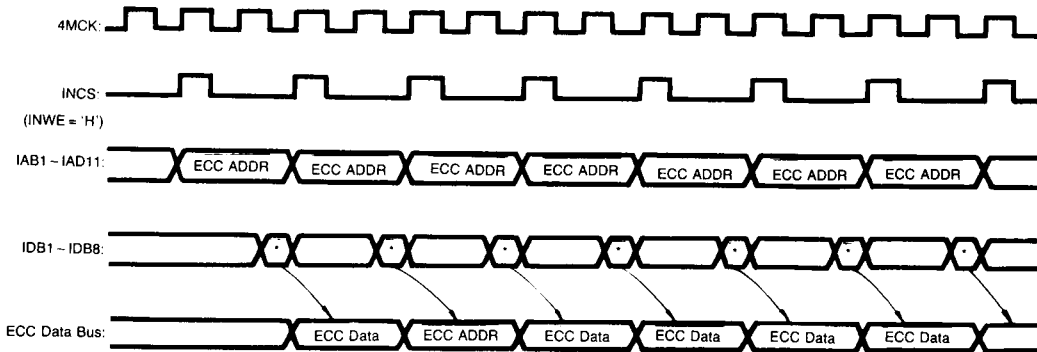 4MCK:
INCS:
(INWE = 'H')
IAB1 ~ IAD11: ECC ADDR ECC ADDR ECC ADDR ECC ADDR ECC ADDR ECC ADDR ECC ADDR
IDB1 ~ IDB8: * * * * * * *
ECC Data Bus: ECC Data ECC ADDR ECC Data ECC Data ECC Data ECC Data